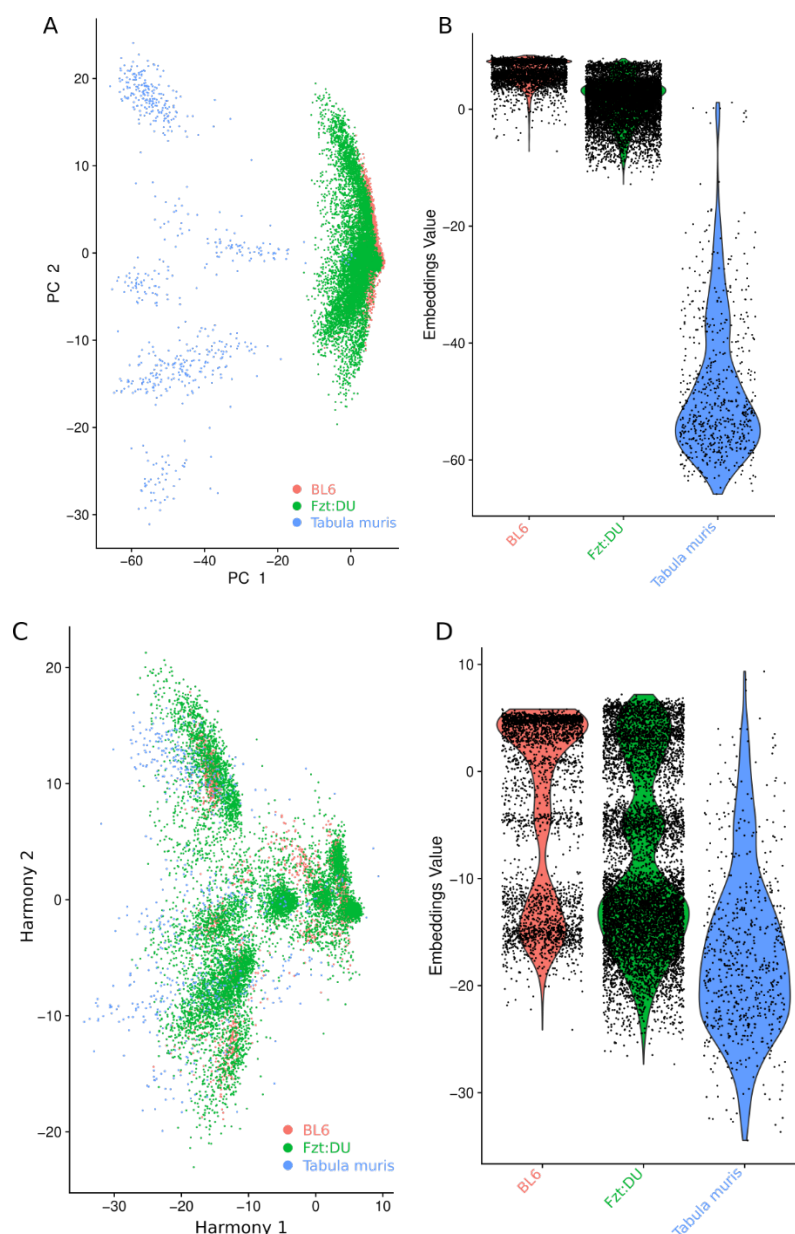 A
20
10
0
−10
−20
−30
PC 2
−60
−40
−20
0
PC 1
BL6
Fzt:DU
Tabula muris
B
0
−20
−40
−60
Embeddings Value
BL6
Fzt:DU
Tabula muris
C
20
10
0
−10
−20
Harmony 2
−30
−20
−10
0
10
Harmony 1
BL6
Fzt:DU
Tabula muris
D
10
0
−10
−20
−30
Embeddings Value
BL6
Fzt:DU
Tabula muris